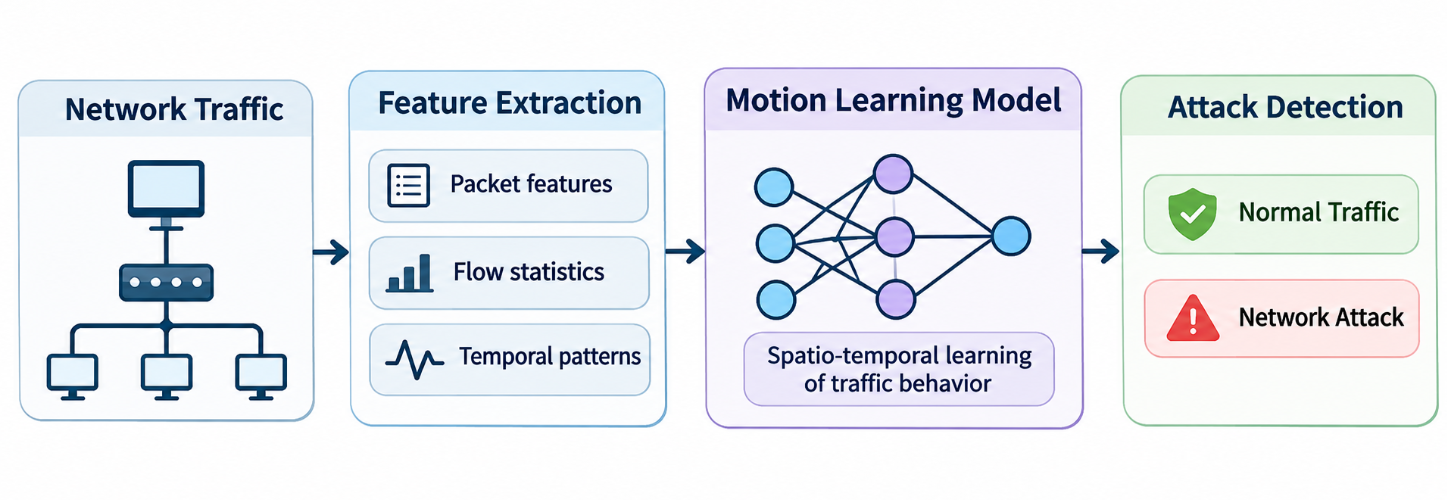 Network Traffic
Feature Extraction
Packet features
Flow statistics
Temporal patterns
Motion Learning Model
Spatio-temporal learning
of traffic behavior
Attack Detection
Normal Traffic
Network Attack